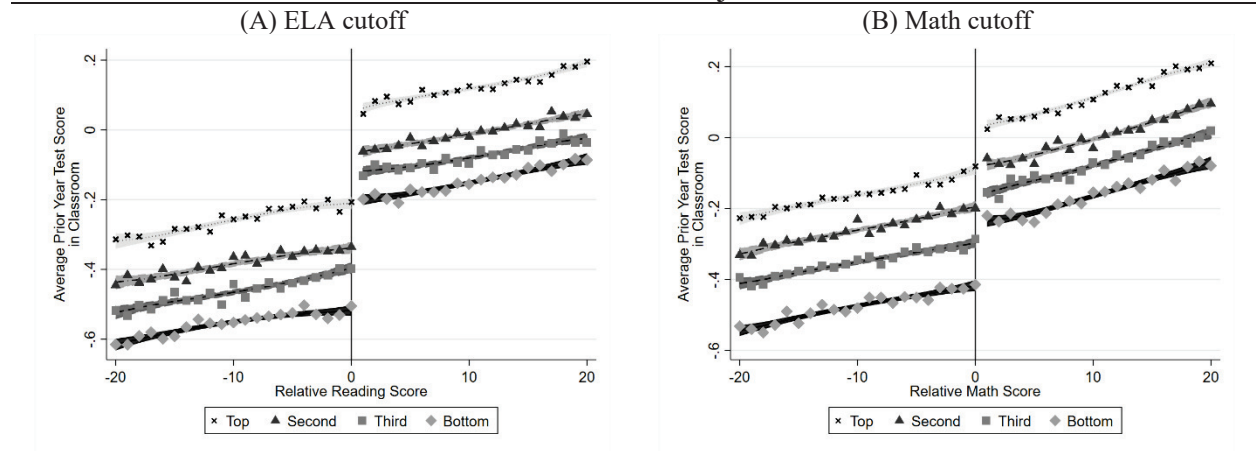 (A) ELA cutoff
(B) Math cutoff
Average Prior Year Test Score
in Classroom
.2
0
-.2
-.4
-.6
-20
-10
0
10
20
Relative Reading Score
Top
Second
Third
Bottom
Average Prior Year Test Score
in Classroom
.2
0
-.2
-.4
-.6
-20
-10
0
10
20
Relative Math Score
Top
Second
Third
Bottom